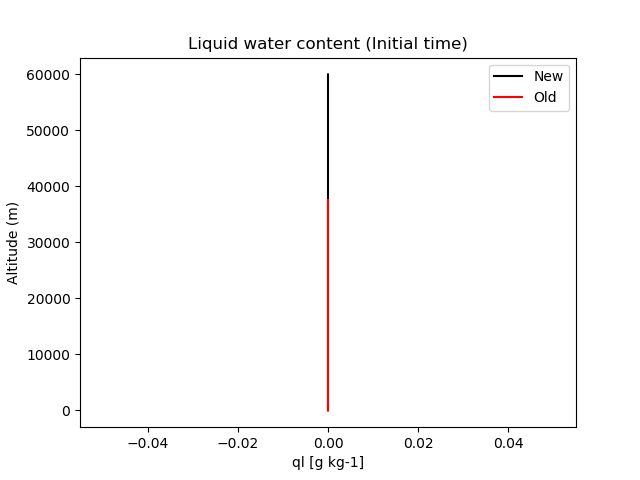 Liquid water content (Initial time)
New
Old
60000
50000
40000
30000
20000
10000
0
Altitude (m)
−0.04
−0.02
0.00
0.02
0.04
ql [g kg-1]